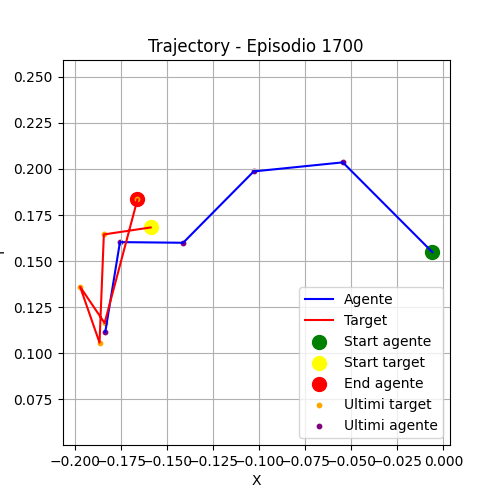 Trajectory - Episodio 1700
0.250
0.225
0.200
0.175
0.150
0.125
0.100
0.075
Agente
Target
Start agente
Start target
End agente
Ultimi target
Ultimi agente
−0.200 −0.175 −0.150 −0.125 −0.100 −0.075 −0.050 −0.025 0.000
X